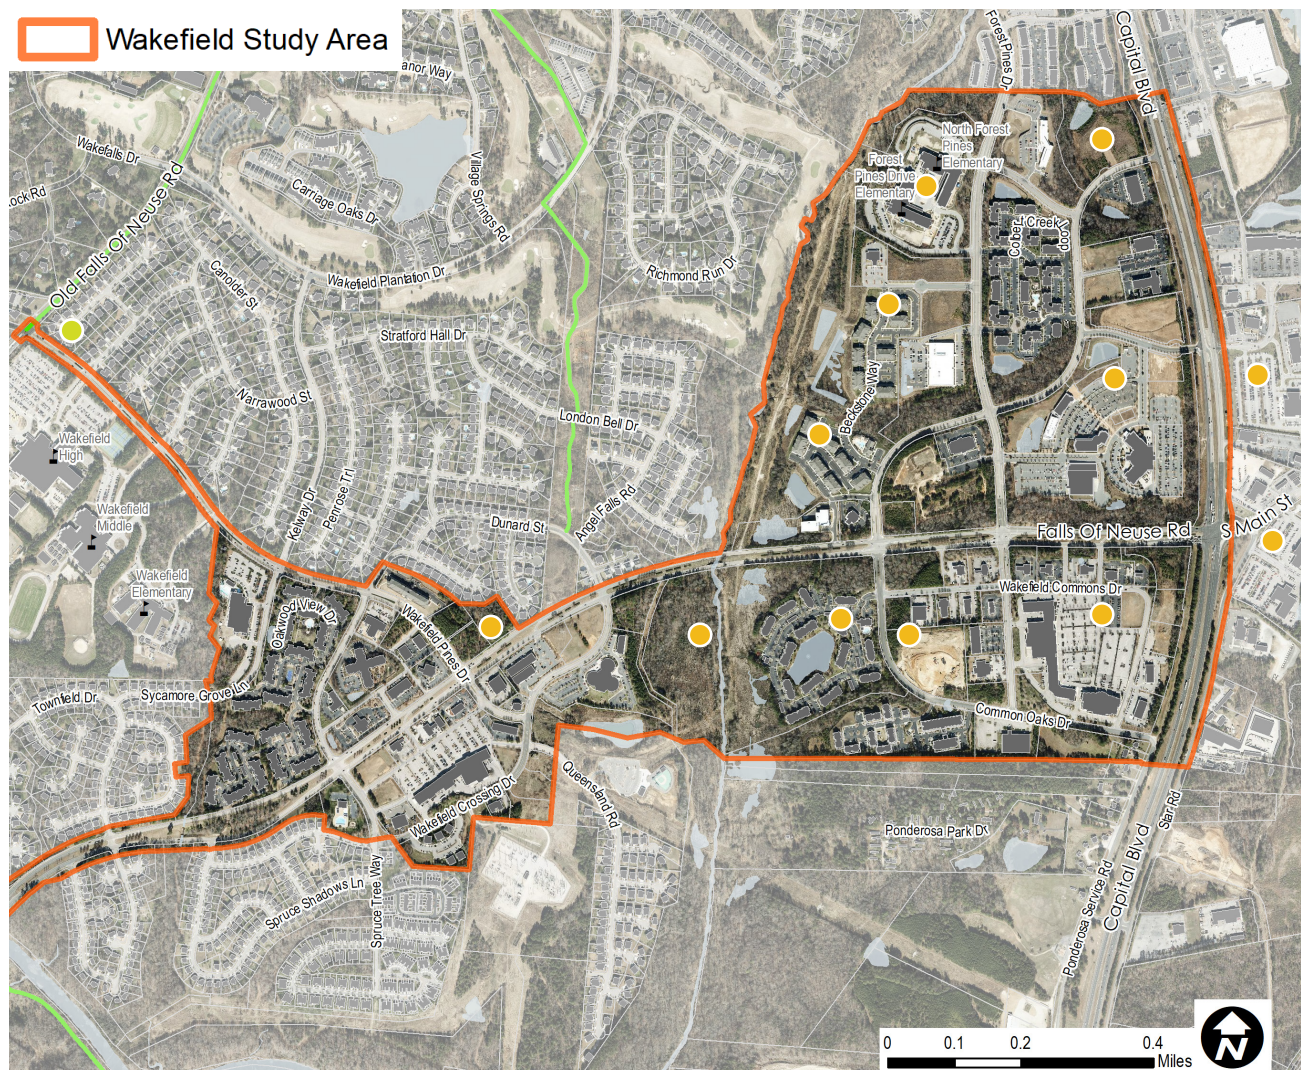 Wakefield Study Area
anor Way
Forest Pines Dr
Capital Blvd
Wakefalls Dr
ock Rd
Old Falls Of Neuse Rd
Carriage Oaks Dr
Village Springs Rd
North Forest
Pines
Elementary
Forest
Pines Drive
Elementary
Cobert Creek Loop
Canolder St
Wakefield Plantation Dr
Richmond Run Dr
Stratford Hall Dr
Narrawood St
London Bell Dr
Beckstone Way
Wakefield
High
Kelway Dr
Penrose Trl
Wakefield
Middle
Dunard St
Angel Falls Rd
Falls Of Neuse Rd
S Main St
Wakefield
Elementary
Oakwood View Dr
Wakefield Pines Dr
Wakefield Commons Dr
Sycamore Grove Ln
Townfield Dr
Common Oaks Dr
Queensland Rd
Wakefield Crossing Dr
Star Rd
Ponderosa Park Dr
Spruce Shadows Ln
Spruce Tree Way
Ponderosa Service Rd
Capital Blvd
0 0.1 0.2 0.4
Miles
N